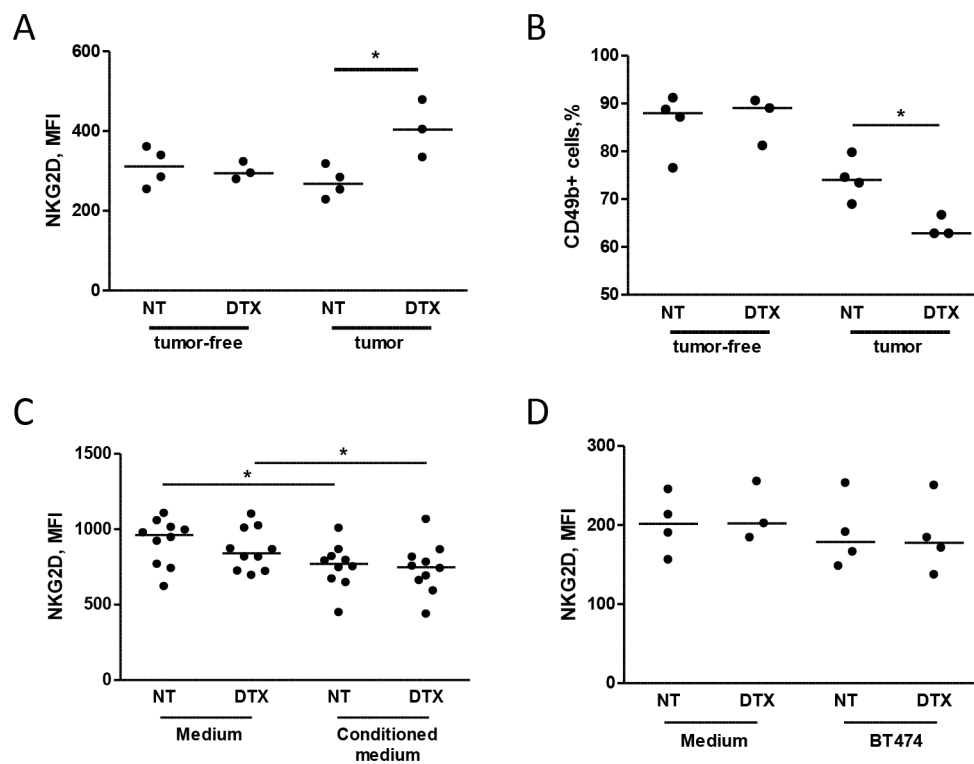 A
NKG2D, MFI
600
400
200
0
*
NT DTX NT DTX
tumor-free tumor
B
CD49b+ cells,%
100
90
80
70
60
50
*
NT DTX NT DTX
tumor-free tumor
C
NKG2D, MFI
1500
1000
500
0
*
*
NT DTX NT DTX
Medium Conditioned
medium
D
NKG2D, MFI
300
200
100
0
NT DTX NT DTX
Medium BT474